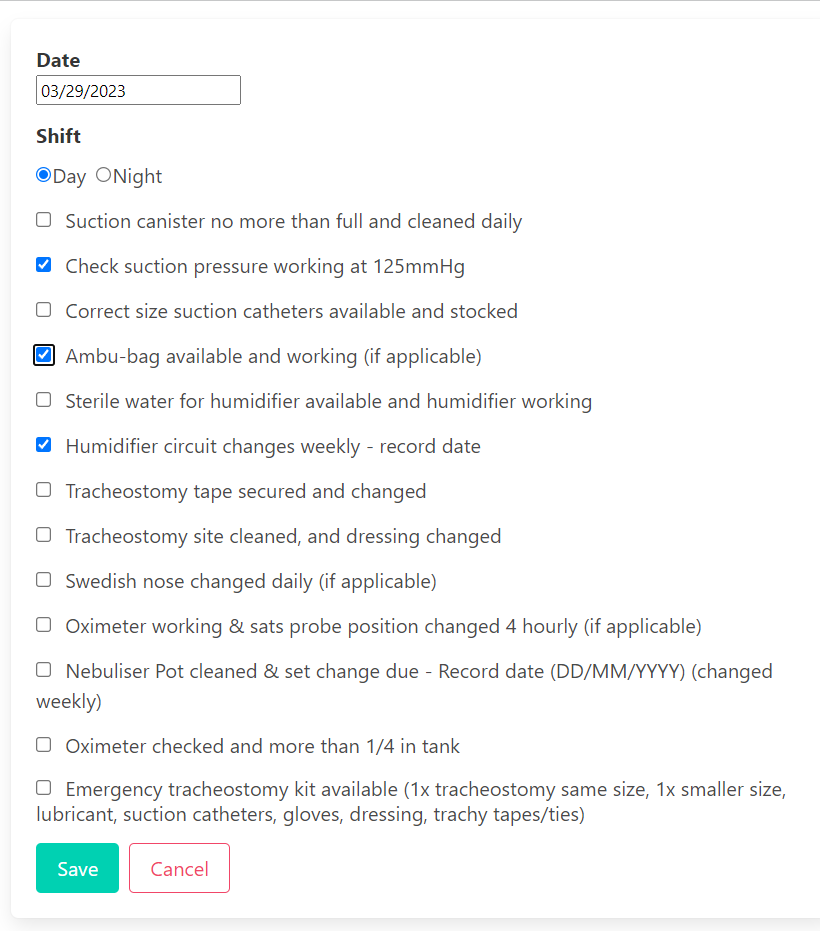 Date
03/29/2023
Shift
Day Night
Suction canister no more than full and cleaned daily
Check suction pressure working at 125mmHg
Correct size suction catheters available and stocked
Ambu-bag available and working (if applicable)
Sterile water for humidifier available and humidifier working
Humidifier circuit changes weekly - record date
Tracheostomy tape secured and changed
Tracheostomy site cleaned, and dressing changed
Swedish nose changed daily (if applicable)
Oximeter working & sats probe position changed 4 hourly (if applicable)
Nebuliser Pot cleaned & set change due - Record date (DD/MM/YYYY) (changed
weekly)
Oximeter checked and more than 1/4 in tank
Emergency tracheostomy kit available (1x tracheostomy same size, 1x smaller size,
lubricant, suction catheters, gloves, dressing, trachy tapes/ties)
Save Cancel